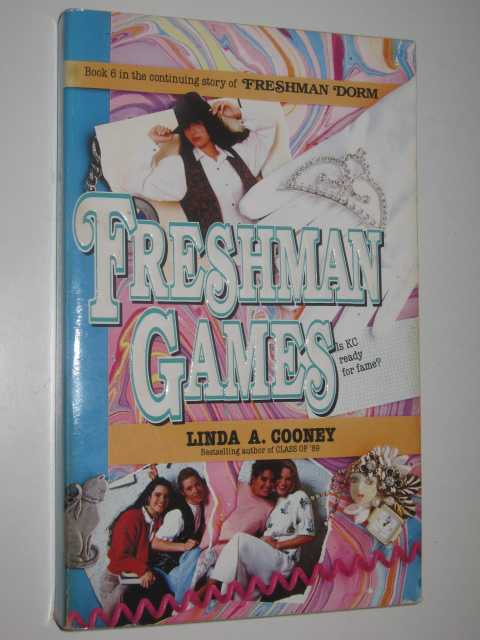 Book 6 in the continuing story of FRESHMAN DORM
FRESHMAN
GAMES
Is KC
ready
for fame?
LINDA A. COONEY
Bestselling author of CLASS OF '89